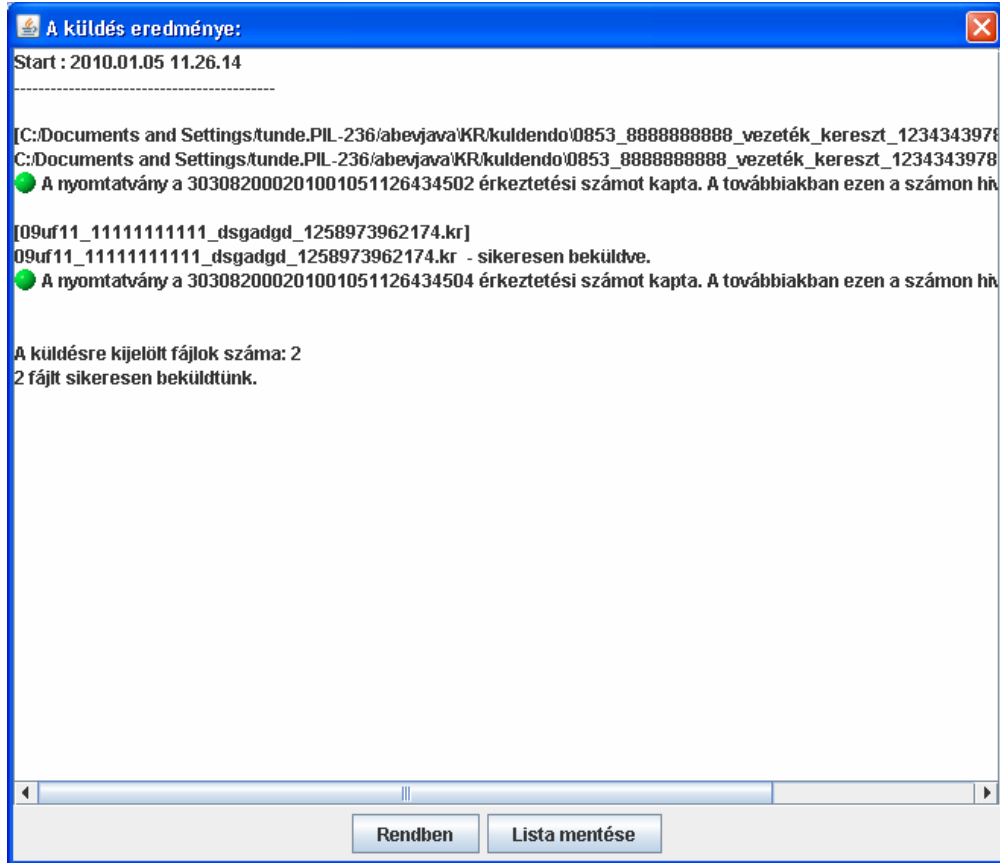 A küldés eredménye:
Start : 2010.01.05 11.26.14
-------------------------------------------
[C:/Documents and Settings/tunde.PIL-236/abevjava\KR/kuldendo\0853_8888888888_vezeték_kereszt_1234343978
C:/Documents and Settings/tunde.PIL-236/abevjava\KR/kuldendo\0853_8888888888_vezeték_kereszt_1234343978
A nyomtatvány a 303082000201001051126434502 érkeztetési számot kapta. A továbbiakban ezen a számon hiv
[09uf11_11111111111_dsgadgd_1258973962174.kr]
09uf11_11111111111_dsgadgd_1258973962174.kr - sikeresen beküldve.
A nyomtatvány a 303082000201001051126434504 érkeztetési számot kapta. A továbbiakban ezen a számon hiv
A küldésre kijelölt fájlok száma: 2
2 fájlt sikeresen beküldtünk.
Rendben Lista mentése